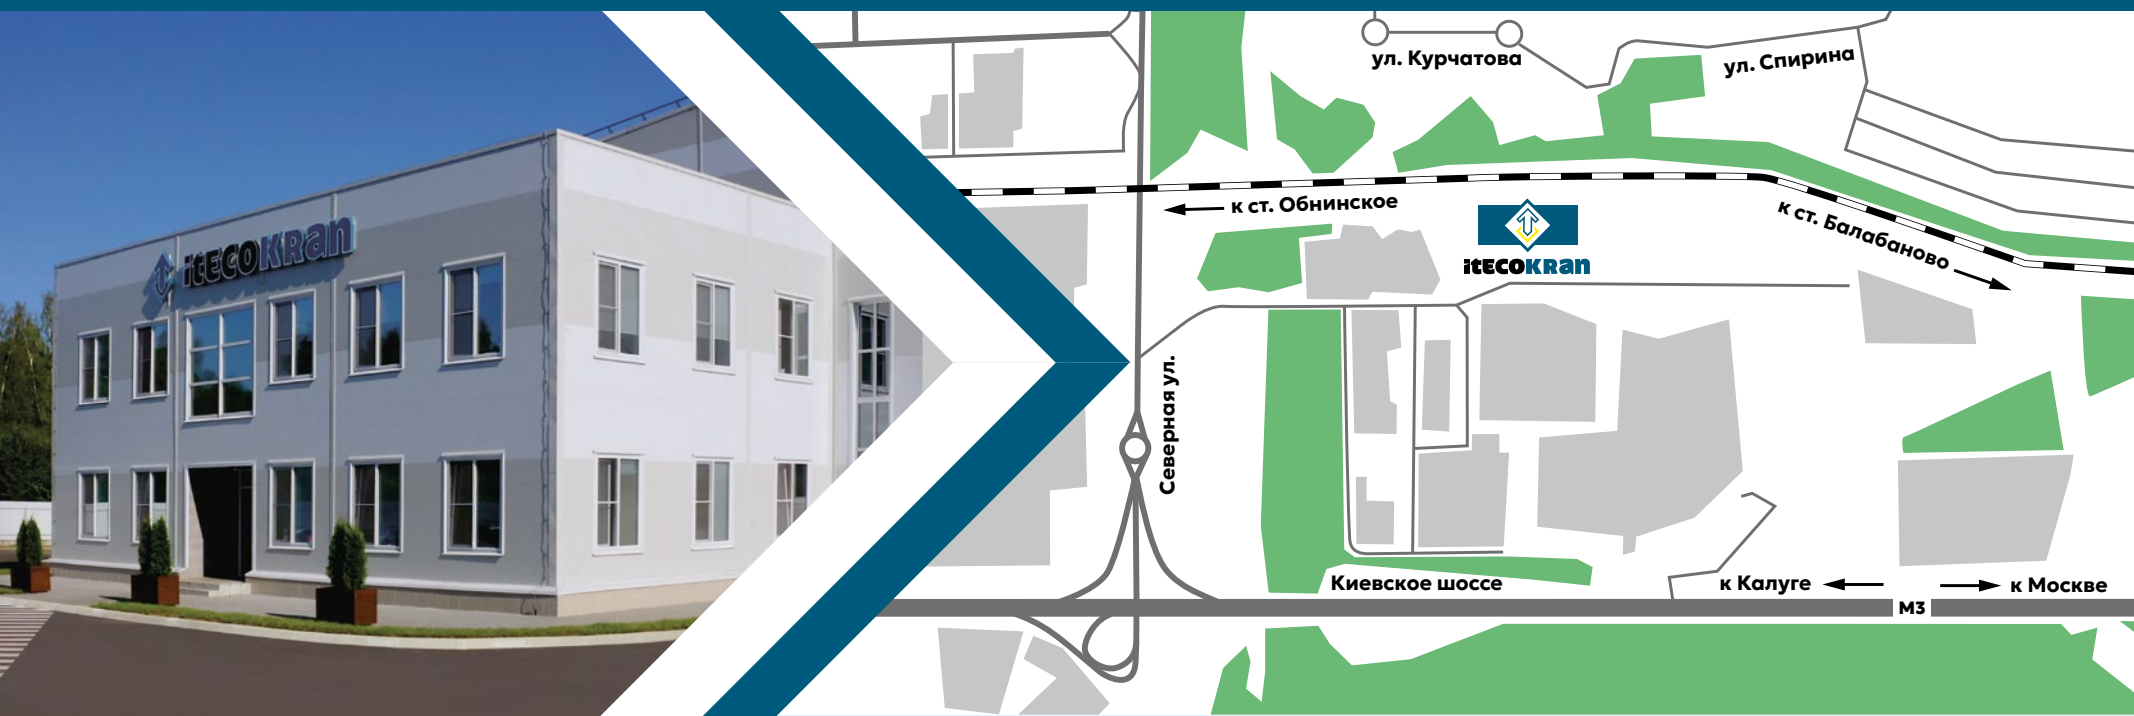 itECOKRan
ул. Курчатова
ул. Спирина
к ст. Обнинское
к ст. Балабаново
itECOKRan
Северная ул.
Киевское шоссе
к Калуге
к Москве
М3